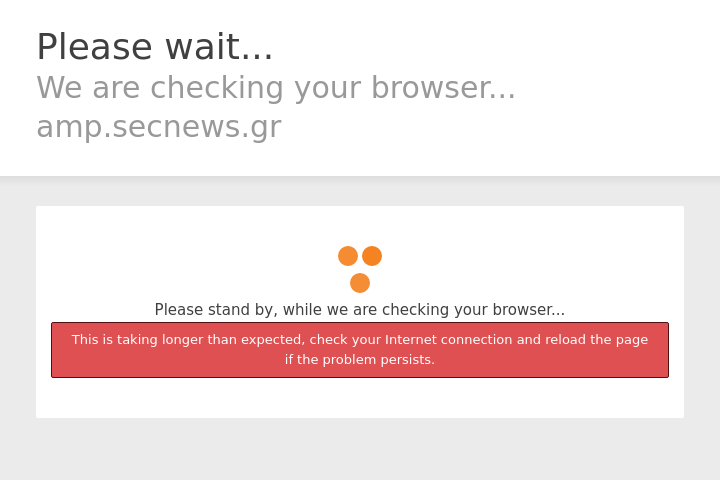 Please wait...
We are checking your browser...
amp.secnews.gr
Please stand by, while we are checking your browser...
This is taking longer than expected, check your Internet connection and reload the page
if the problem persists.